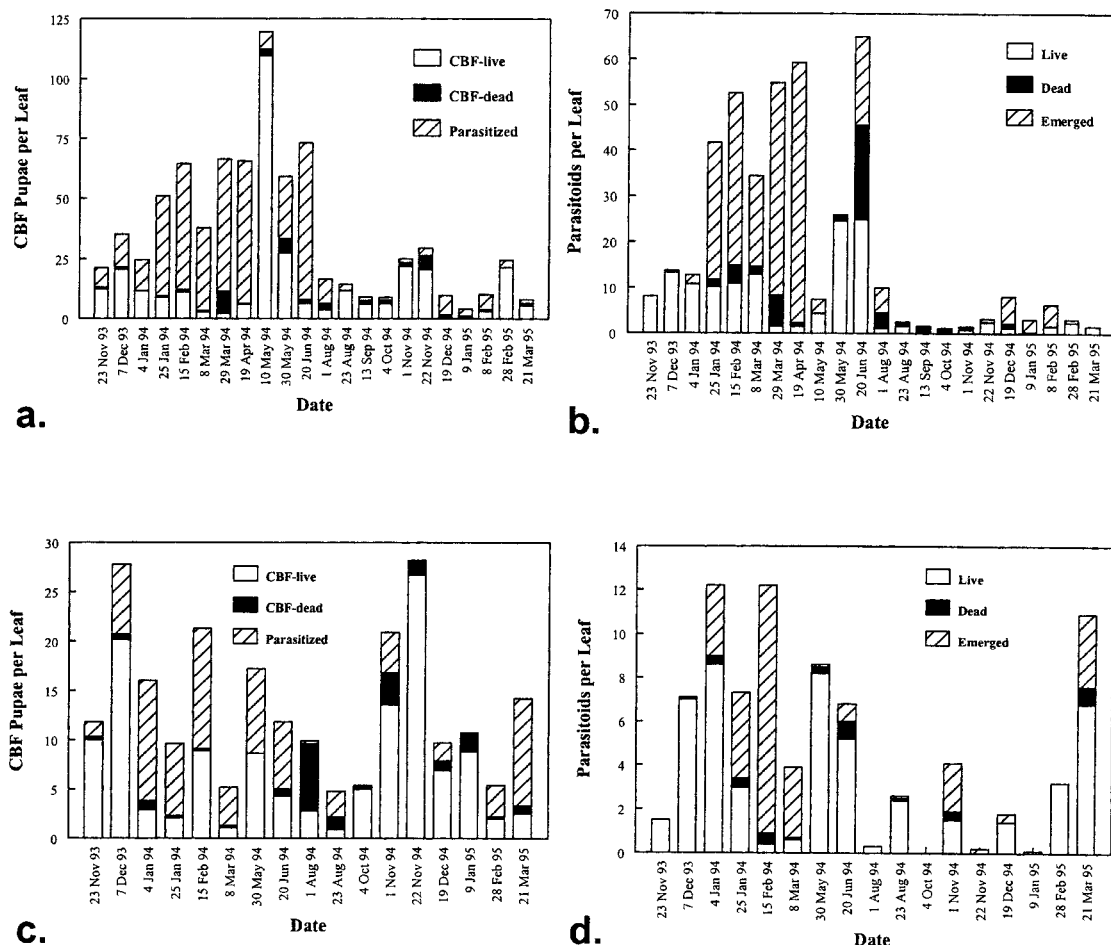 125
100
75
50
25
0
CBF Pupae per Leaf
CBF-live
CBF-dead
Parasitized
23 Nov 93
7 Dec 93
4 Jan 94
25 Jan 94
15 Feb 94
8 Mar 94
29 Mar 94
19 Apr 94
10 May 94
30 May 94
20 Jun 94
1 Aug 94
23 Aug 94
13 Sep 94
4 Oct 94
1 Nov 94
22 Nov 94
19 Dec 94
9 Jan 95
8 Feb 95
28 Feb 95
21 Mar 95
Date
a.
70
60
50
40
30
20
10
0
Parasitoids per Leaf
Live
Dead
Emerged
23 Nov 93
7 Dec 93
4 Jan 94
25 Jan 94
15 Feb 94
8 Mar 94
29 Mar 94
19 Apr 94
10 May 94
30 May 94
20 Jun 94
1 Aug 94
23 Aug 94
13 Sep 94
4 Oct 94
1 Nov 94
22 Nov 94
19 Dec 94
9 Jan 95
8 Feb 95
28 Feb 95
21 Mar 95
Date
b.
30
25
20
15
10
5
0
CBF Pupae per Leaf
CBF-live
CBF-dead
Parasitized
23 Nov 93
7 Dec 93
4 Jan 94
25 Jan 94
15 Feb 94
8 Mar 94
30 May 94
20 Jun 94
1 Aug 94
23 Aug 94
4 Oct 94
1 Nov 94
22 Nov 94
19 Dec 94
9 Jan 95
28 Feb 95
21 Mar 95
Date
c.
14
12
10
8
6
4
2
0
Parasitoids per Leaf
Live
Dead
Emerged
23 Nov 93
7 Dec 93
4 Jan 94
25 Jan 94
15 Feb 94
8 Mar 94
30 May 94
20 Jun 94
1 Aug 94
23 Aug 94
4 Oct 94
1 Nov 94
22 Nov 94
19 Dec 94
9 Jan 95
28 Feb 95
21 Mar 95
Date
d.